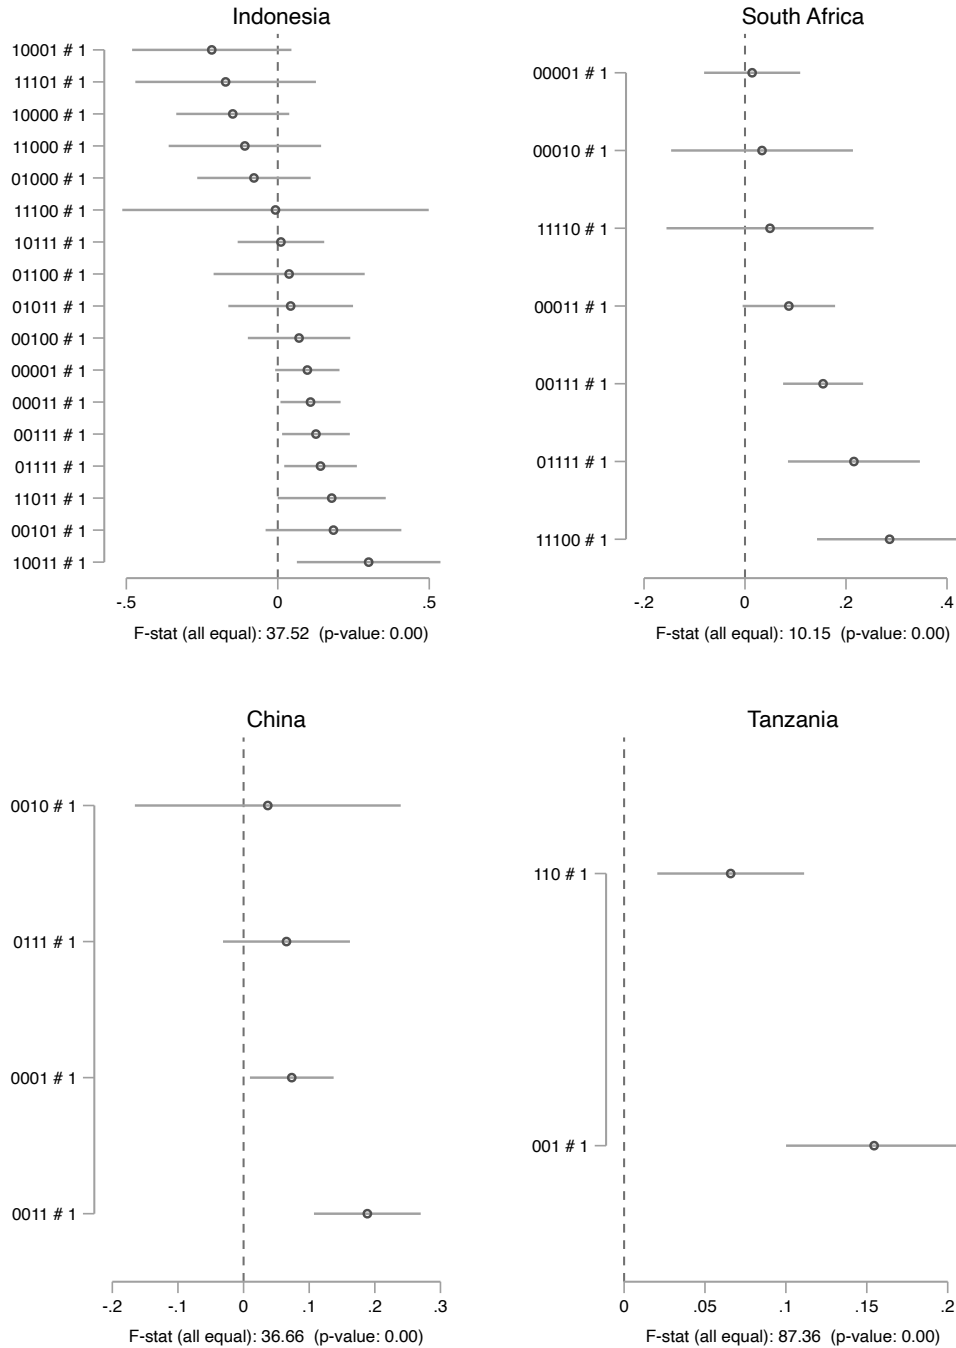 Indonesia
10001 # 1
11101 # 1
10000 # 1
11000 # 1
01000 # 1
11100 # 1
10111 # 1
01100 # 1
01011 # 1
00100 # 1
00001 # 1
00011 # 1
00111 # 1
01111 # 1
11011 # 1
00101 # 1
10011 # 1
-.5 0 .5
F-stat (all equal): 37.52 (p-value: 0.00)
South Africa
00001 # 1
00010 # 1
11110 # 1
00011 # 1
00111 # 1
01111 # 1
11100 # 1
-.2 0 .2 .4
F-stat (all equal): 10.15 (p-value: 0.00)
China
0010 # 1
0111 # 1
0001 # 1
0011 # 1
-.2 -.1 0 .1 .2 .3
F-stat (all equal): 36.66 (p-value: 0.00)
Tanzania
110 # 1
001 # 1
0 .05 .1 .15 .2
F-stat (all equal): 87.36 (p-value: 0.00)